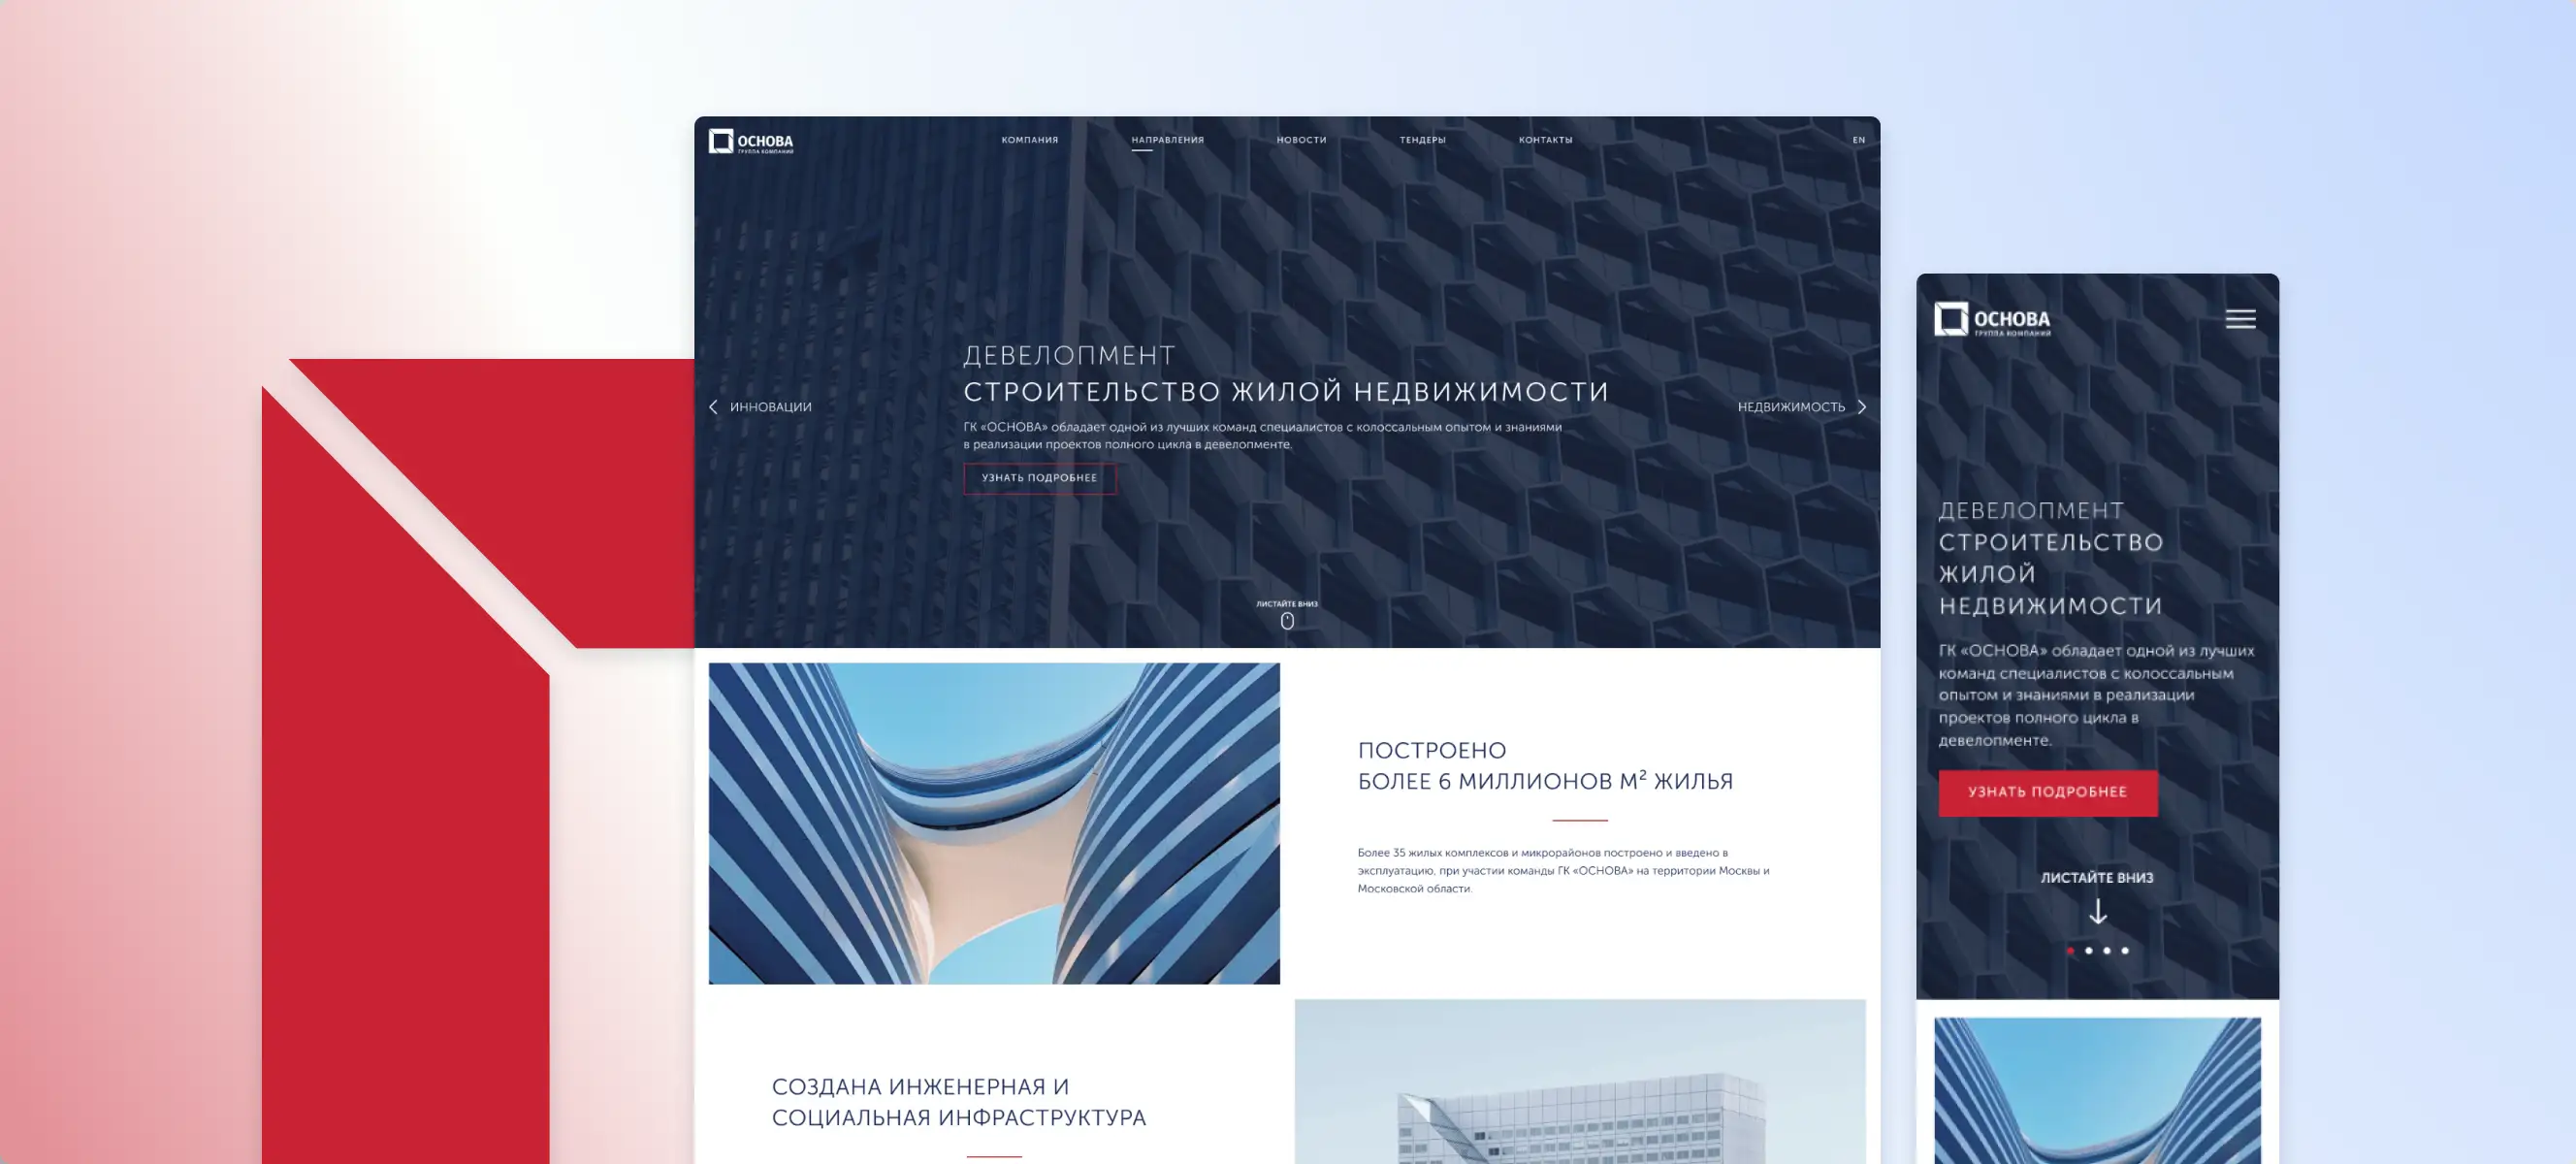 ОСНОВА
ГРУППА КОМПАНИЙ
КОМПАНИЯ
НАПРАВЛЕНИЯ
НОВОСТИ
ТЕНДЕРЫ
КОНТАКТЫ
EN
ДЕВЕЛОПМЕНТ
СТРОИТЕЛЬСТВО ЖИЛОЙ НЕДВИЖИМОСТИ
ИННОВАЦИИ
НЕДВИЖИМОСТЬ
ГК «ОСНОВА» обладает одной из лучших команд специалистов с колоссальным опытом и знаниями
в реализации проектов полного цикла в девелопменте.
УЗНАТЬ ПОДРОБНЕЕ
ЛИСТАЙТЕ ВНИЗ
ПОСТРОЕНО
БОЛЕЕ 6 МИЛЛИОНОВ М² ЖИЛЬЯ
Более 35 жилых комплексов и микрорайонов построено и введено в
эксплуатацию, при участии команды ГК «ОСНОВА» на территории Москвы и
Московской области.
СОЗДАНА ИНЖЕНЕРНАЯ И
СОЦИАЛЬНАЯ ИНФРАСТРУКТУРА
ОСНОВА
ГРУППА КОМПАНИЙ
ДЕВЕЛОПМЕНТ
СТРОИТЕЛЬСТВО
ЖИЛОЙ
НЕДВИЖИМОСТИ
ГК «ОСНОВА» обладает одной из лучших
команд специалистов с колоссальным
опытом и знаниями в реализации
проектов полного цикла в
девелопменте.
УЗНАТЬ ПОДРОБНЕЕ
ЛИСТАЙТЕ ВНИЗ